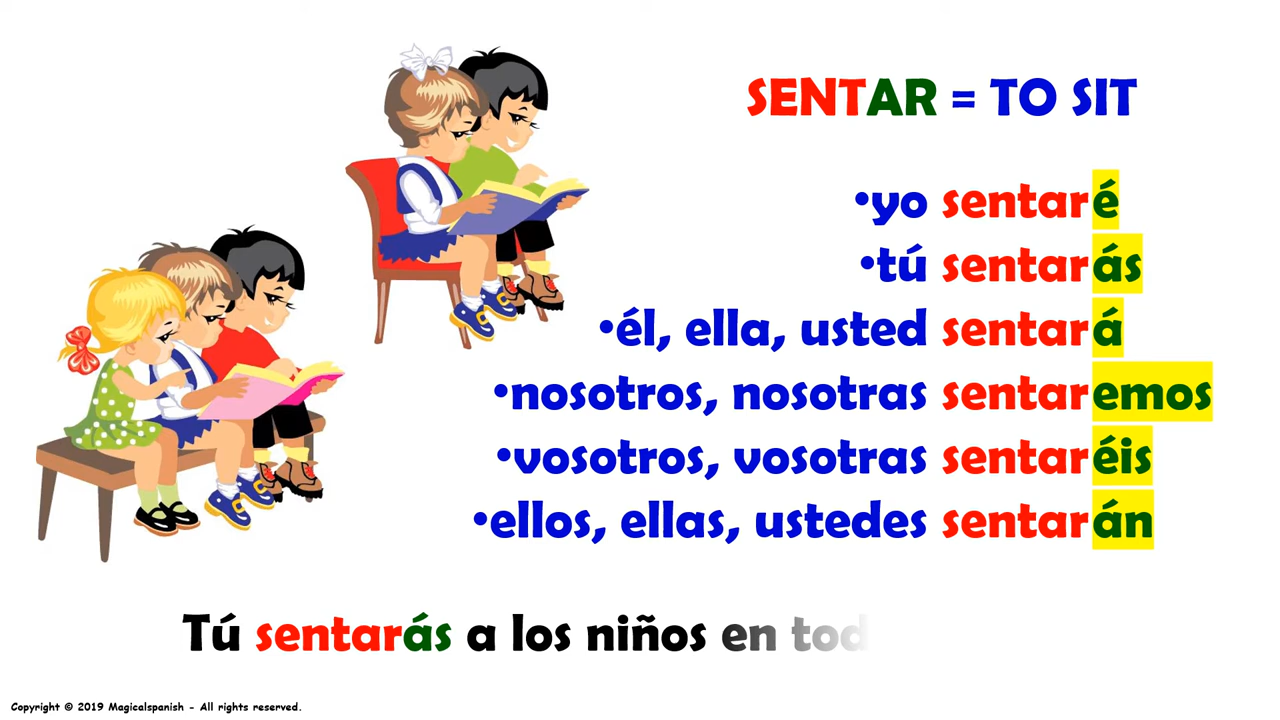 SENTAR = TO SIT
•yo sentaré
•tú sentarás
•él, ella, usted sentará
•nosotros, nosotras sentaremos
•vosotros, vosotras sentaréis
•ellos, ellas, ustedes sentarán
Tú sentarás a los niños en tod
Copyright © 2019 Magicalspanish - All rights reserved.